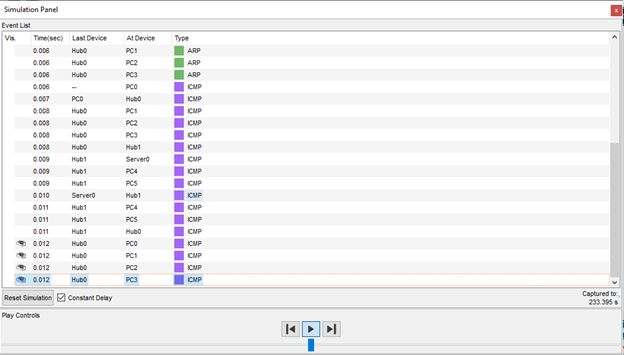 Simulation Panel
x
Event List
Vis. Time(sec) Last Device At Device Type
0.006 Hub0 PC1 ARP
0.006 Hub0 PC2 ARP
0.006 Hub0 PC3 ARP
0.006 -- PC0 ICMP
0.007 PC0 Hub0 ICMP
0.008 Hub0 PC1 ICMP
0.008 Hub0 PC2 ICMP
0.008 Hub0 PC3 ICMP
0.008 Hub0 Hub1 ICMP
0.009 Hub1 Server0 ICMP
0.009 Hub1 PC4 ICMP
0.009 Hub1 PC5 ICMP
0.010 Server0 Hub1 ICMP
0.011 Hub1 PC4 ICMP
0.011 Hub1 PC5 ICMP
0.011 Hub1 Hub0 ICMP
0.012 Hub0 PC0 ICMP
0.012 Hub0 PC1 ICMP
0.012 Hub0 PC2 ICMP
0.012 Hub0 PC3 ICMP
Reset Simulation Constant Delay Captured to:
233.395 s
Play Controls